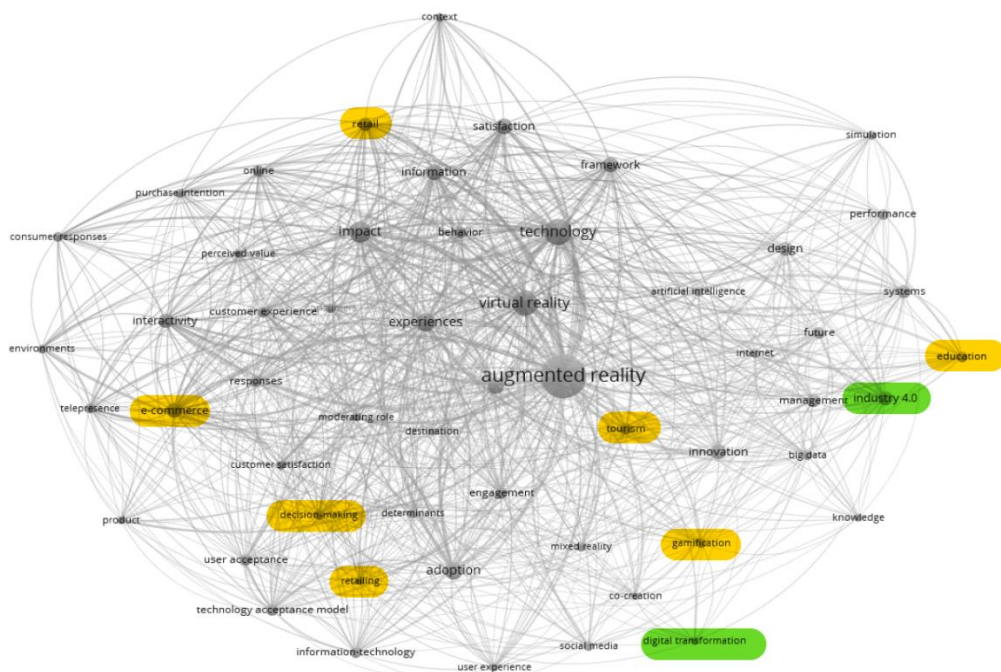 context
retail
satisfaction
simulation
framework
information
online
purchase intention
performance
impact
behavior
technology
consumer responses
design
perceived value
artificial intelligence
systems
virtual reality
customer experience
interactivity
experiences
future
environments
internet
education
augmented reality
responses
industry 4.0
management
e-commerce
telepresence
moderating role
tourism
destination
innovation
big data
customer satisfaction
engagement
product
decision-making
determinants
knowledge
gamification
mixed reality
user acceptance
adoption
retailing
co-creation
technology acceptance model
digital transformation
social media
information-technology
user experience